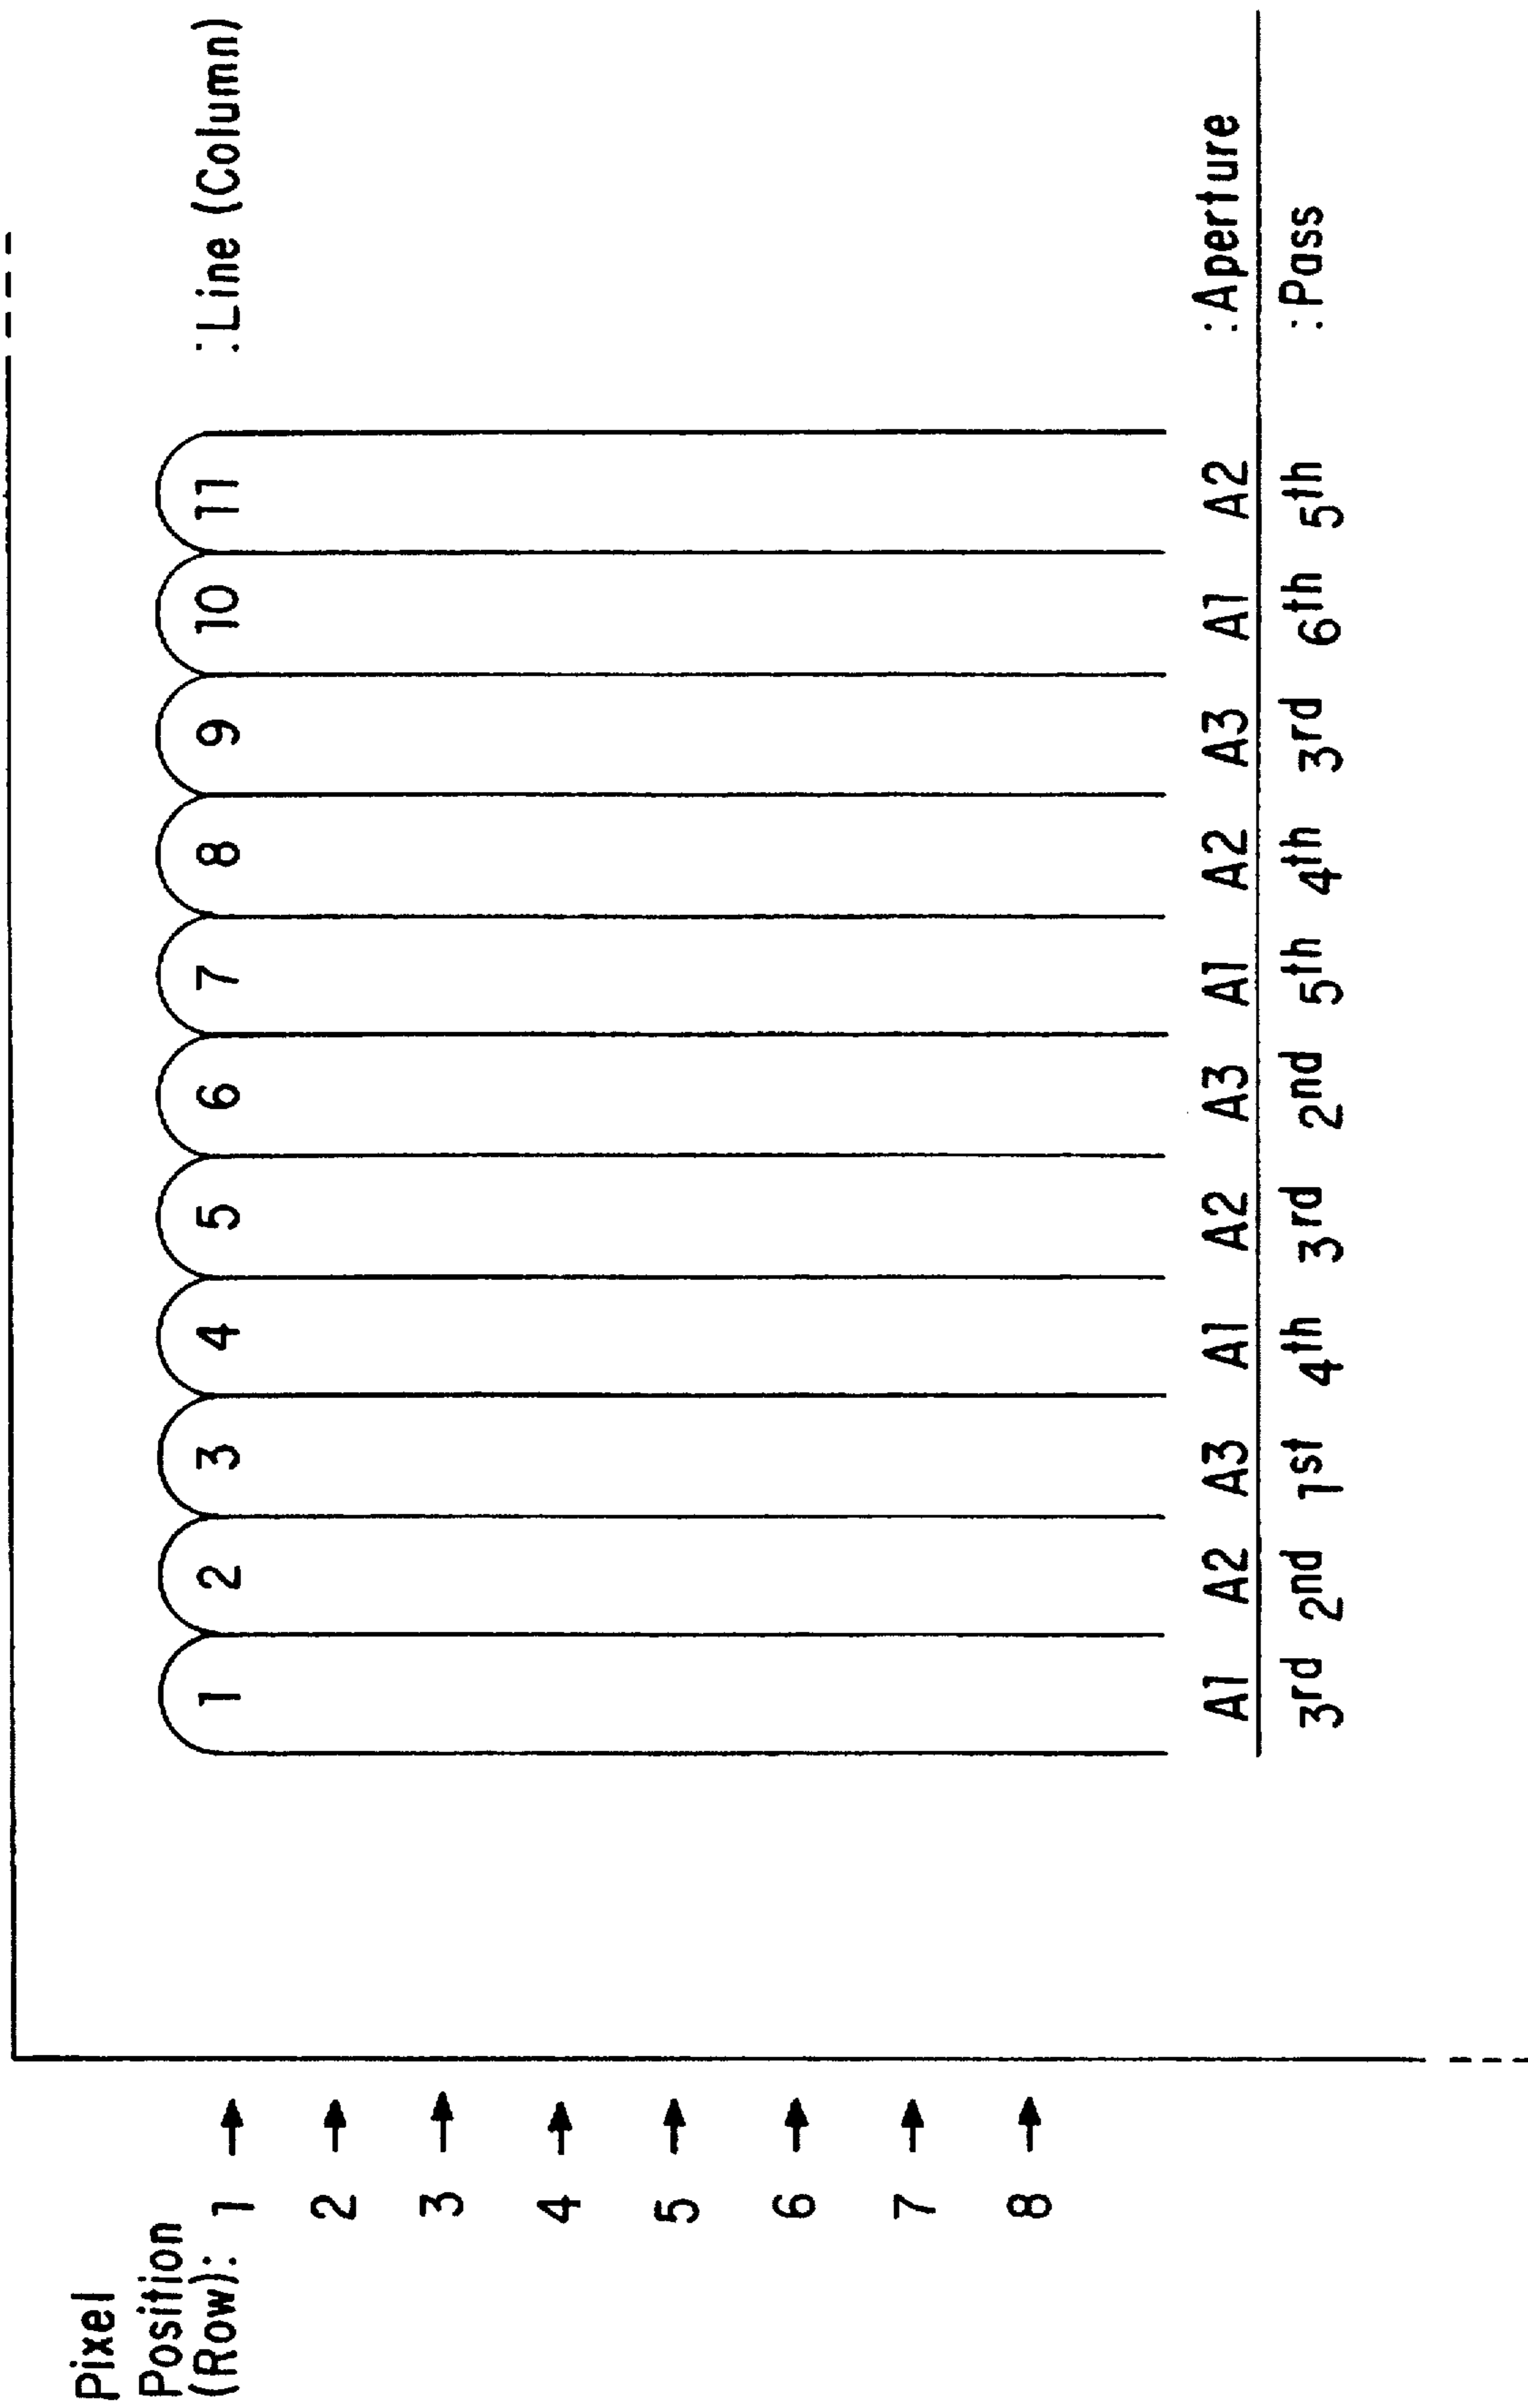 Pixel
Position
(Row): 1
2
3
4
5
6
7
8
1 2 3 4 5 6 7 8 9 10 11 :Line (Column)
A1 A2 A3 A1 A2 A3 A1 A2 A3 A1 A2 :Aperture
3rd 2nd 1st 4th 3rd 2nd 5th 4th 3rd 6th 5th :Pass